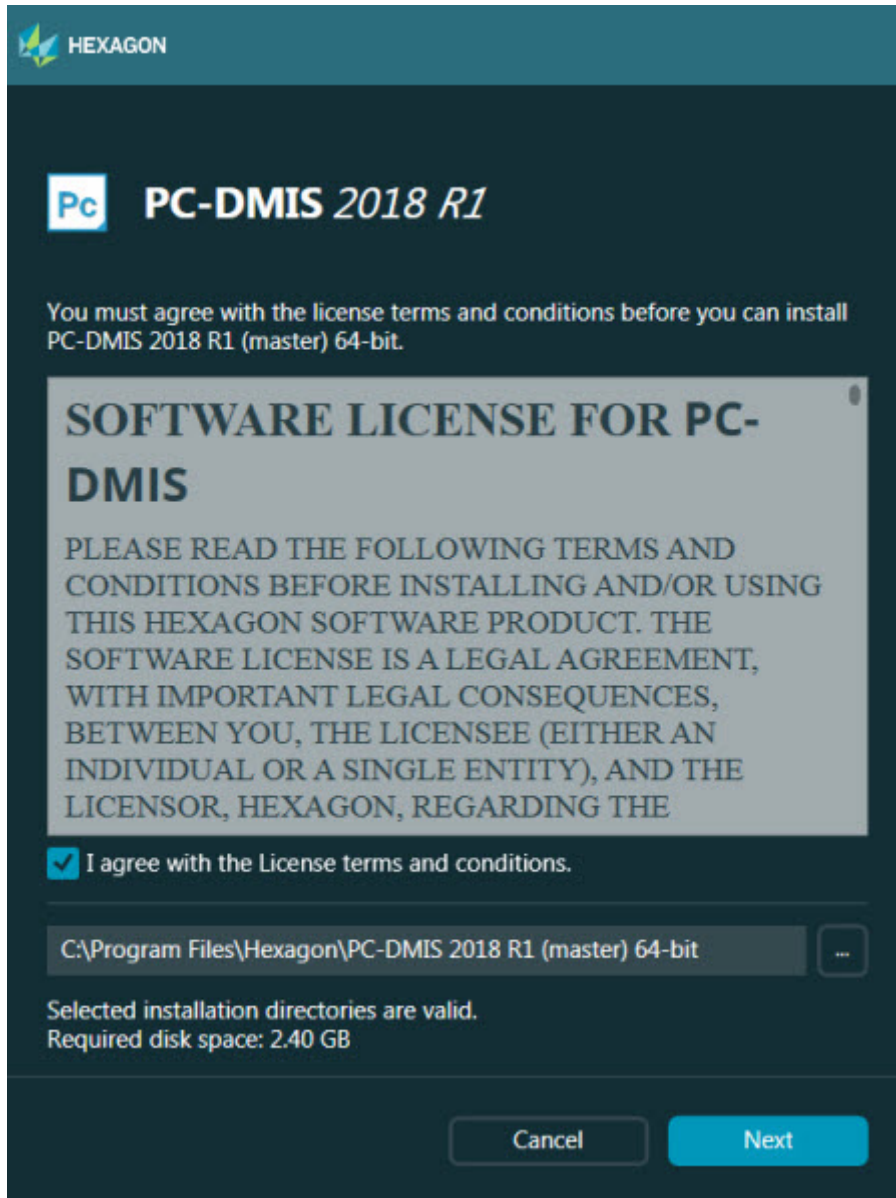 HEXAGON
Pc PC-DMIS 2018 R1
You must agree with the license terms and conditions before you can install
PC-DMIS 2018 R1 (master) 64-bit.
SOFTWARE LICENSE FOR PC-
DMIS
PLEASE READ THE FOLLOWING TERMS AND
CONDITIONS BEFORE INSTALLING AND/OR USING
THIS HEXAGON SOFTWARE PRODUCT. THE
SOFTWARE LICENSE IS A LEGAL AGREEMENT,
WITH IMPORTANT LEGAL CONSEQUENCES,
BETWEEN YOU, THE LICENSEE (EITHER AN
INDIVIDUAL OR A SINGLE ENTITY), AND THE
LICENSOR, HEXAGON, REGARDING THE
I agree with the License terms and conditions.
C:\Program Files\Hexagon\PC-DMIS 2018 R1 (master) 64-bit ...
Selected installation directories are valid.
Required disk space: 2.40 GB
Cancel Next